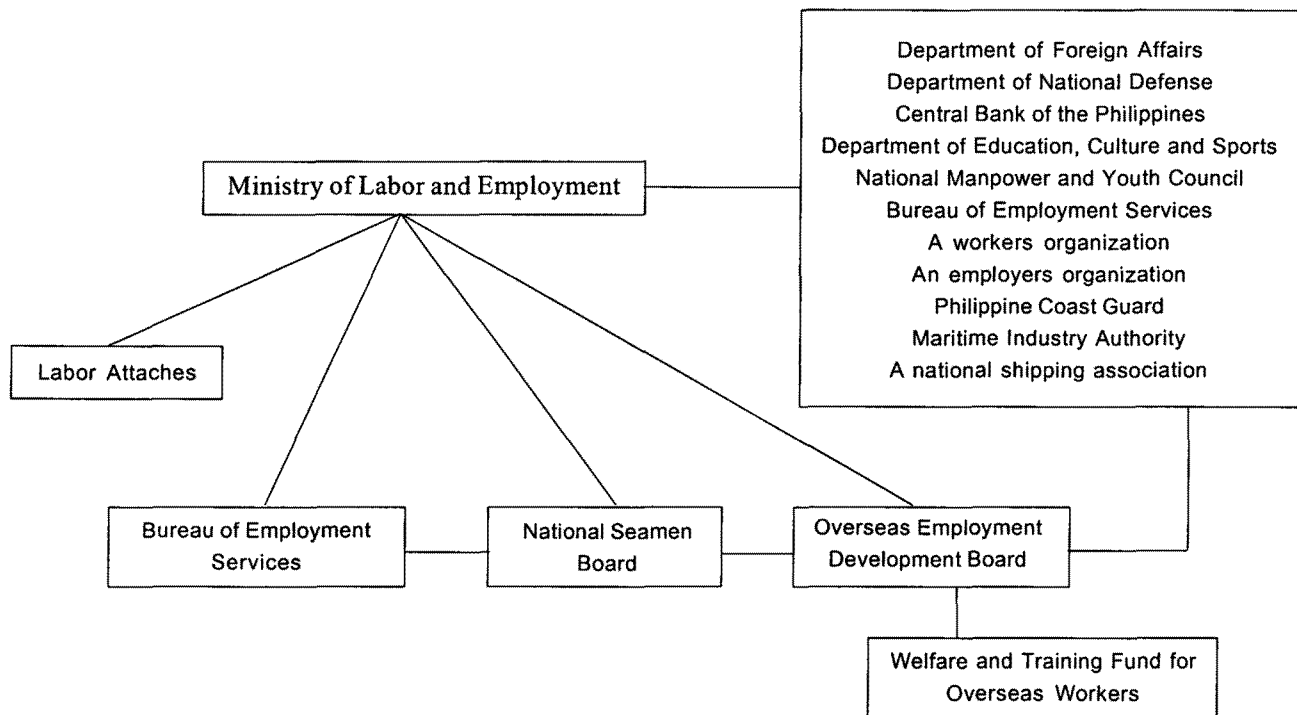 Department of Foreign Affairs
Department of National Defense
Central Bank of the Philippines
Department of Education, Culture and Sports
National Manpower and Youth Council
Bureau of Employment Services
A workers organization
An employers organization
Philippine Coast Guard
Maritime Industry Authority
A national shipping association
Ministry of Labor and Employment
Labor Attaches
Bureau of Employment
Services
National Seamen
Board
Overseas Employment
Development Board
Welfare and Training Fund for
Overseas Workers